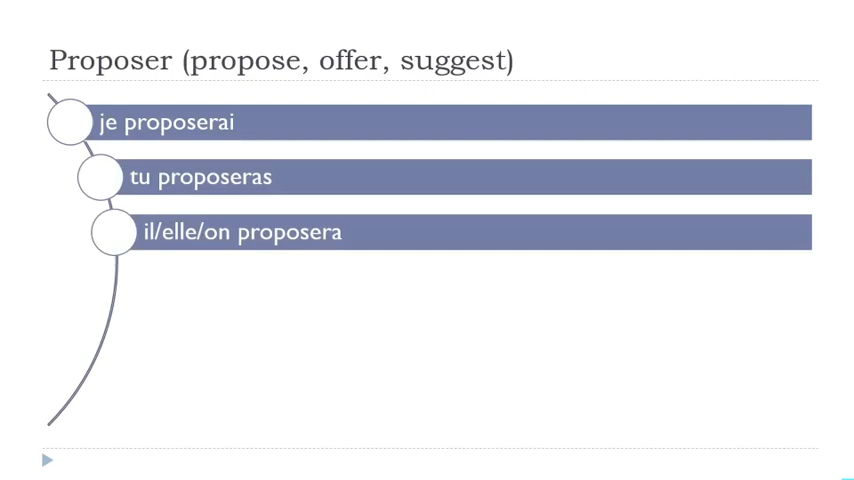 Proposer (propose, offer, suggest)
je proposerai
tu proposeras
il/elle/on proposera